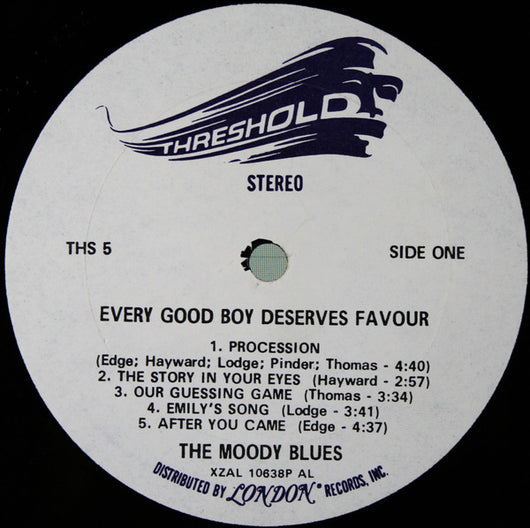 THRESHOLD
STEREO
THS 5
SIDE ONE
EVERY GOOD BOY DESERVES FAVOUR
1. PROCESSION
(Edge; Hayward; Lodge; Pinder; Thomas - 4:40)
2. THE STORY IN YOUR EYES (Hayward - 2:57)
3. OUR GUESSING GAME (Thomas - 3:34)
4. EMILY'S SONG (Lodge - 3:41)
5. AFTER YOU CAME (Edge - 4:37)
THE MOODY BLUES
XZAL 10638P AL
DISTRIBUTED BY LONDON® RECORDS, INC.